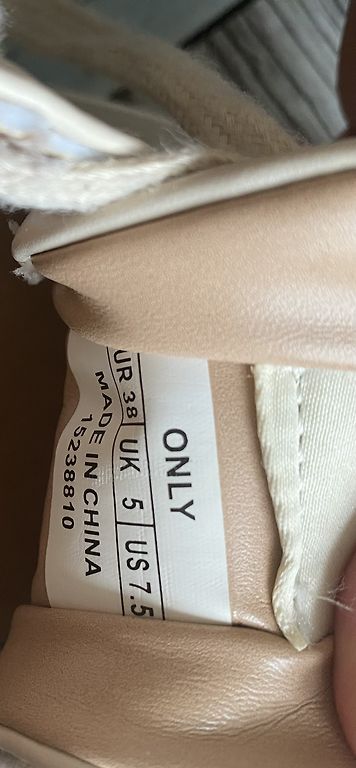 ONLY
UR 38 | UK 5 | US 7.5
MADE IN CHINA
15238810